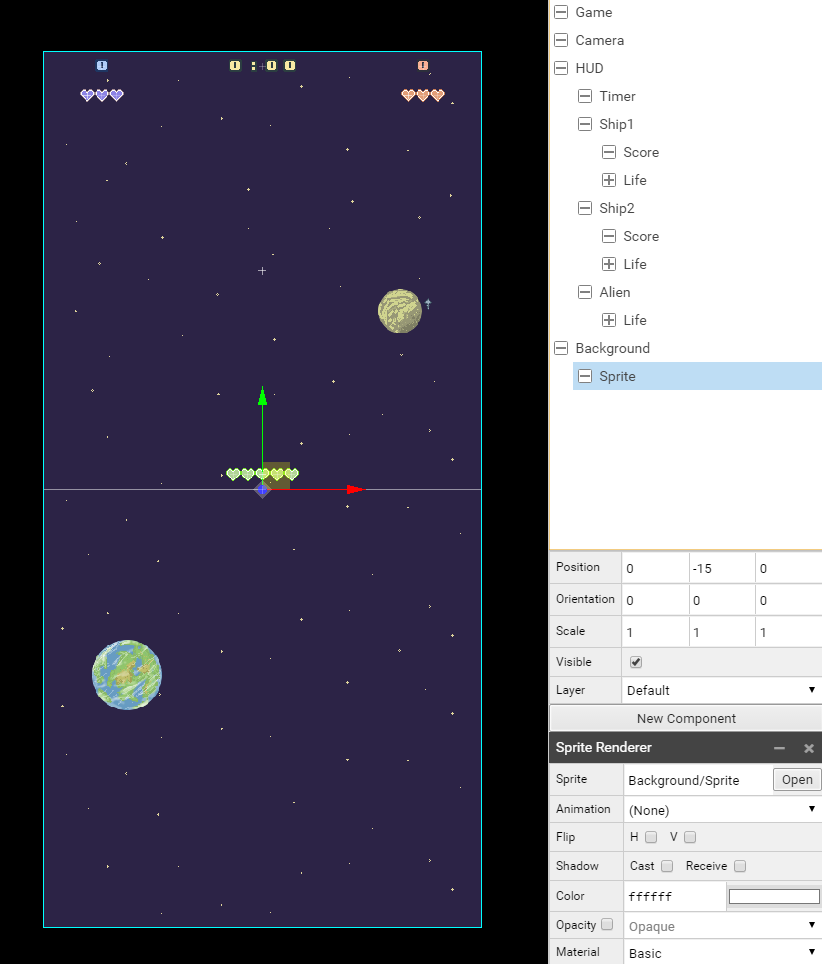 ! 0 : 0 0 !
Game
Camera
HUD
Timer
Ship1
Score
Life
Ship2
Score
Life
Alien
Life
Background
Sprite
Position 0 -15 0
Orientation 0 0 0
Scale 1 1 1
Visible
Layer Default
New Component
Sprite Renderer
Sprite Background/Sprite Open
Animation (None)
Flip H V
Shadow Cast Receive
Color ffffff
Opacity Opaque
Material Basic